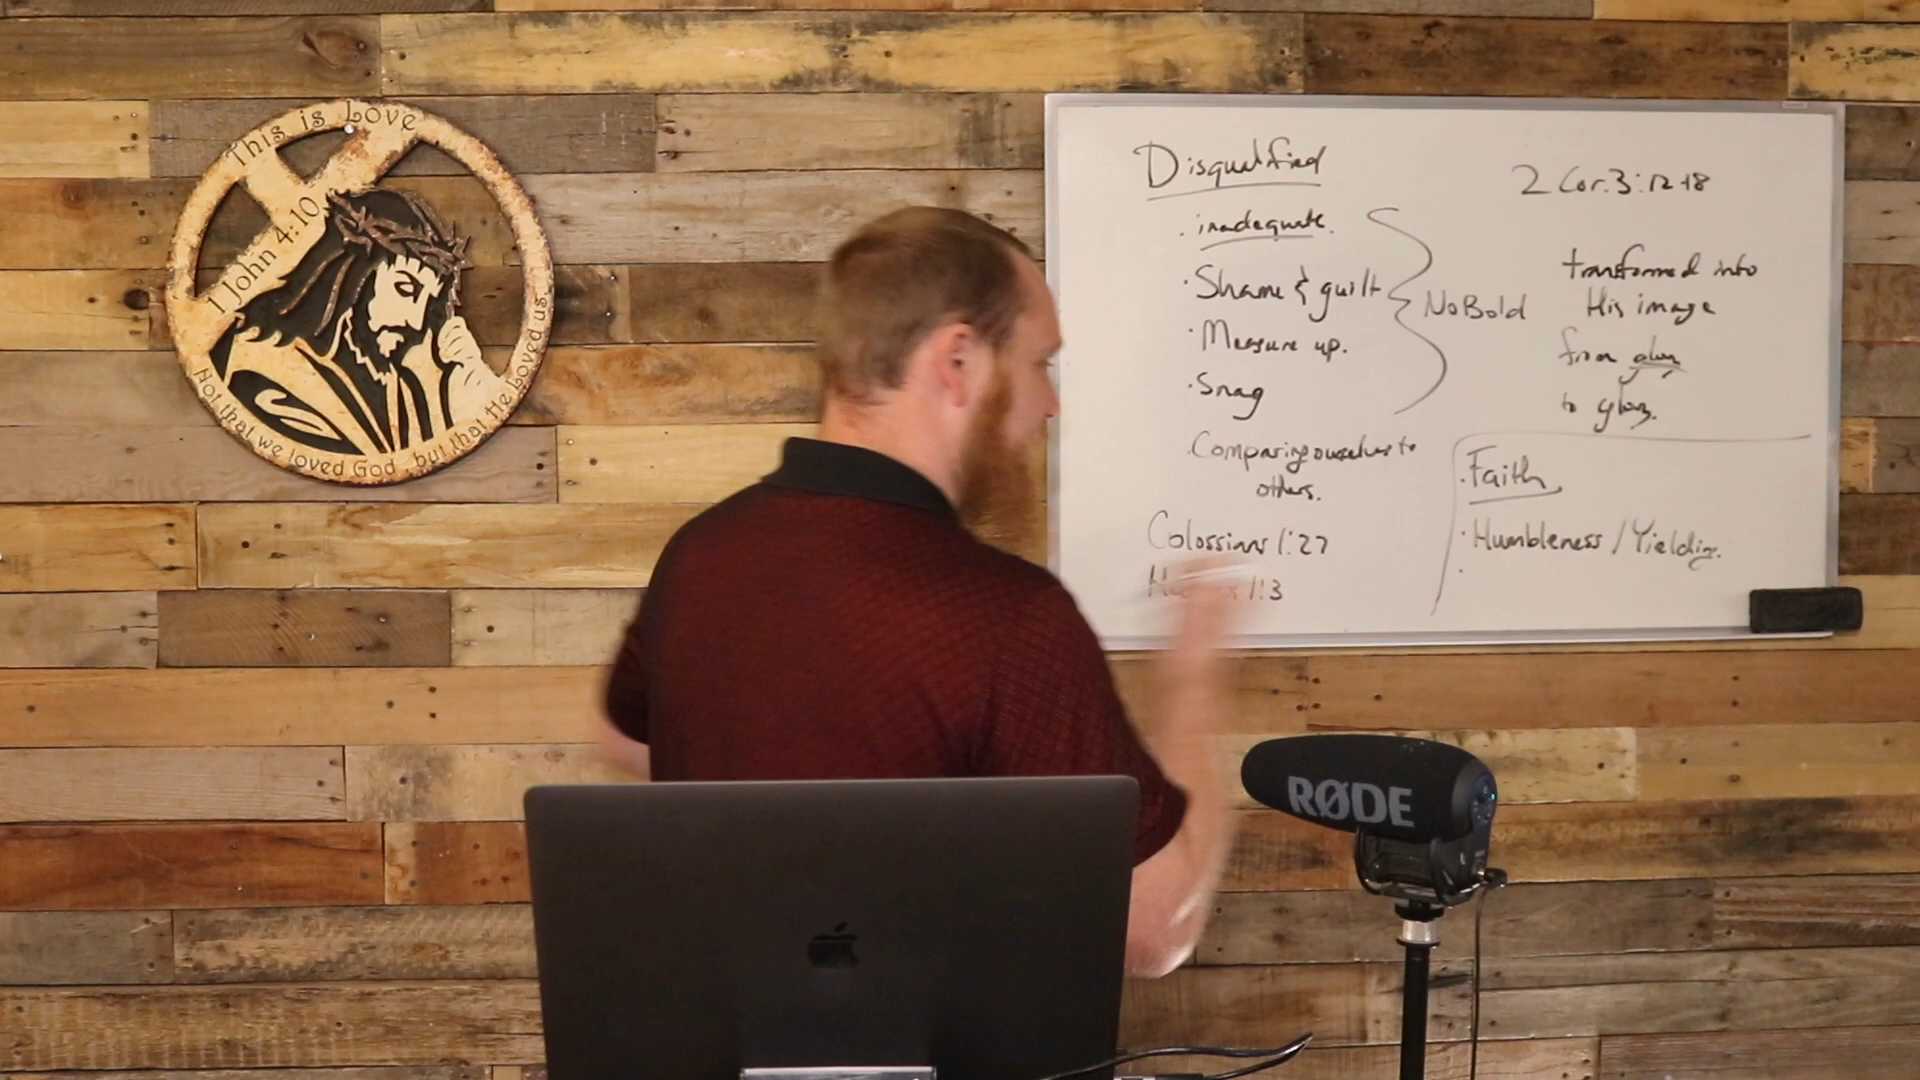 This is Love
1 John 4:10
Not that we loved God but that He Loved us.
Disqualified
· inadequate.
· Shame & guilt
· Measure up.
· Snag
· Comparing ourselves to
others.
Colossians 1:27
1:3
No Bold
2 Cor. 3:12-18
transformed into
His image
from glory
to glory.
· Faith
· Humbleness / Yielding.
RØDE